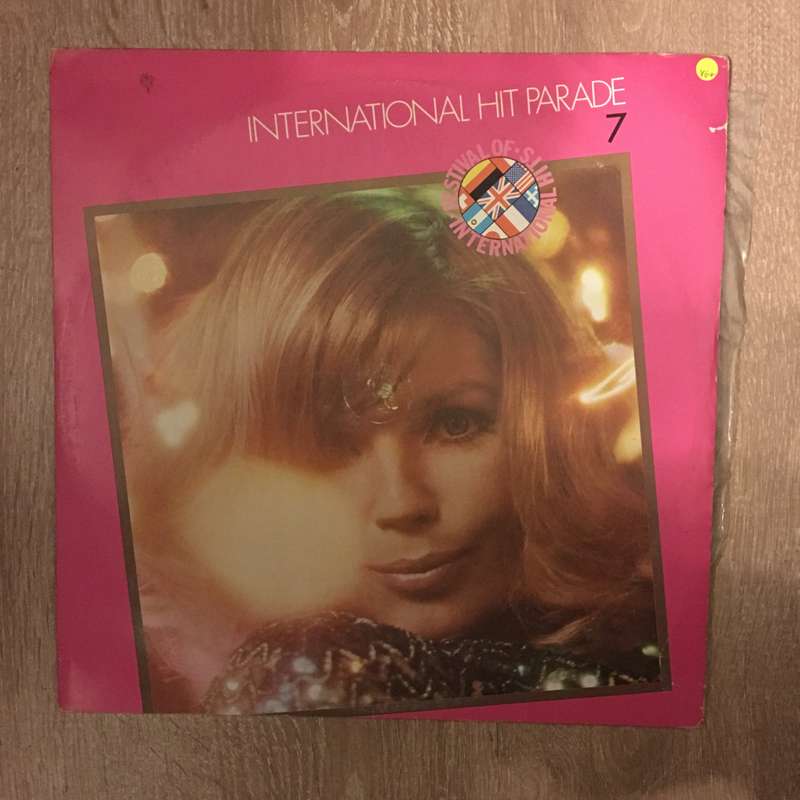 INTERNATIONAL HIT PARADE
7
FESTIVAL OF · HITS
INTERNATIONAL